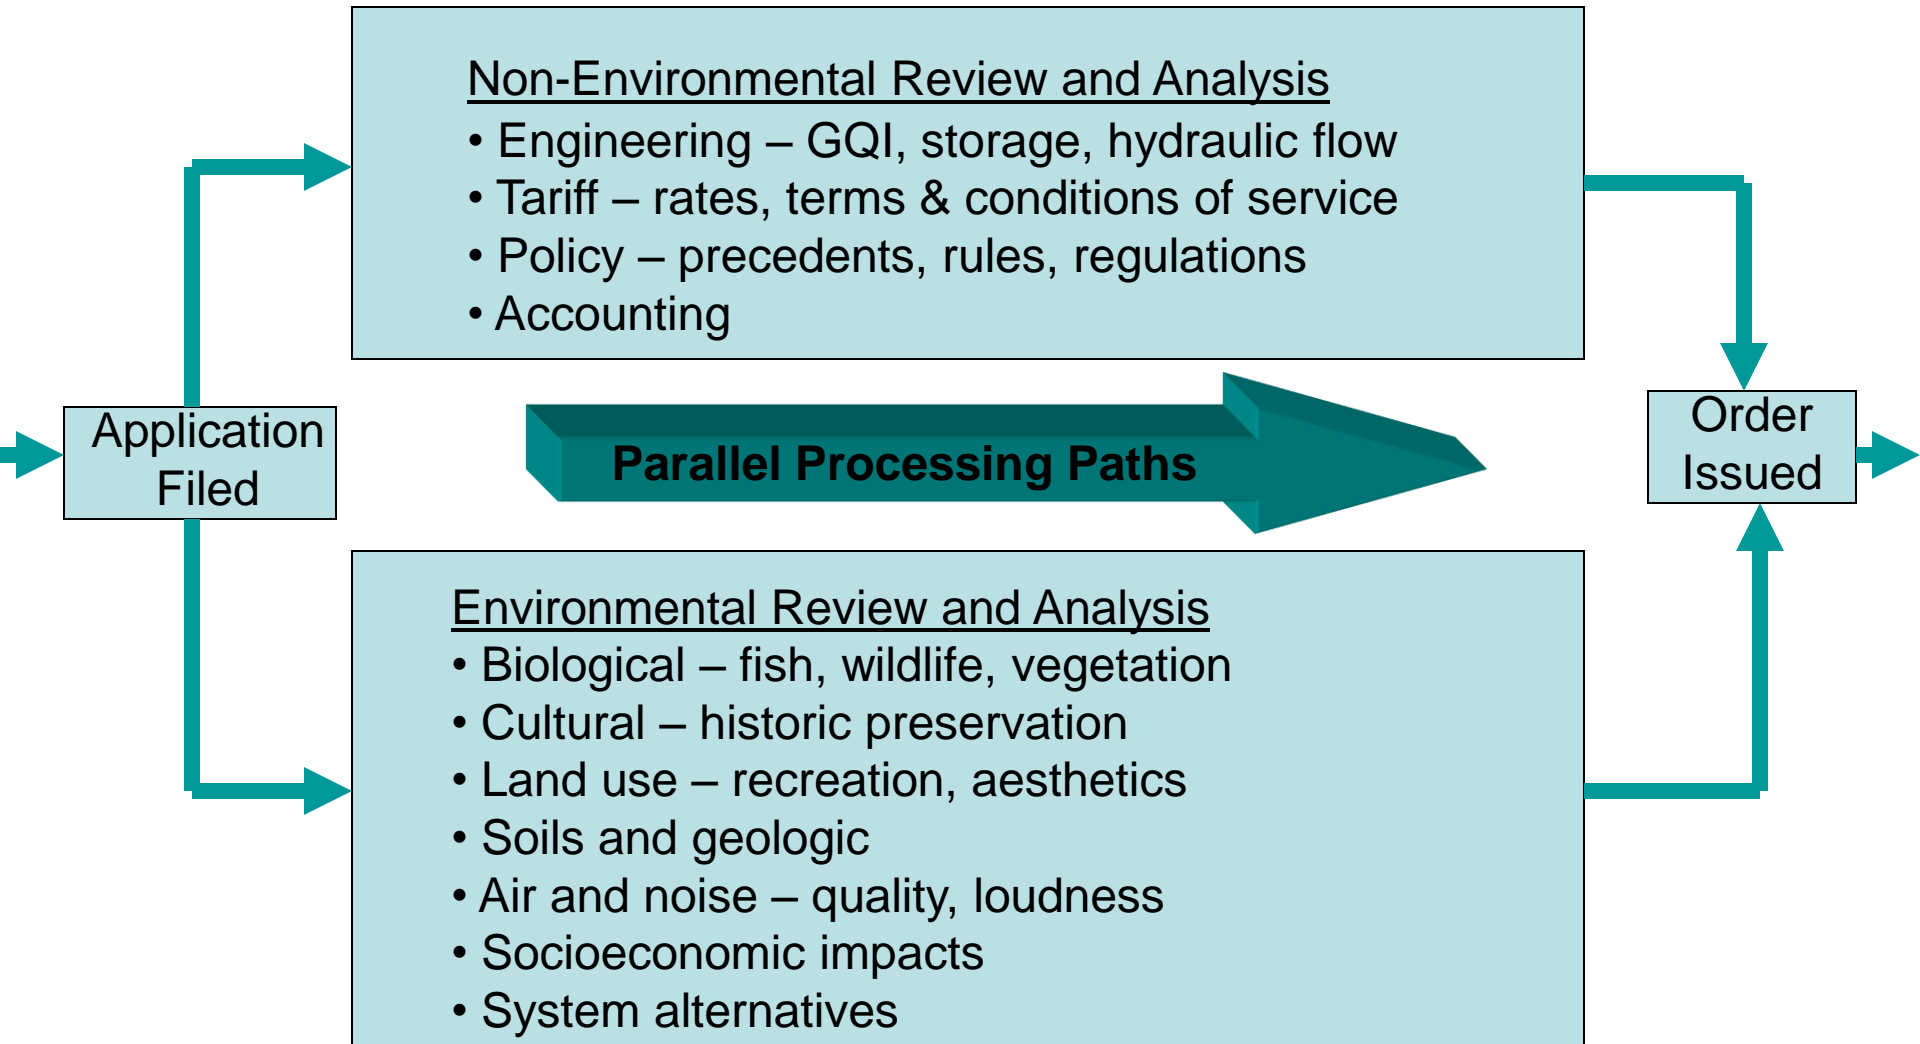 Non-Environmental Review and Analysis
• Engineering – GQI, storage, hydraulic flow
• Tariff – rates, terms & conditions of service
• Policy – precedents, rules, regulations
• Accounting
Application
Filed
Parallel Processing Paths
Order
Issued
Environmental Review and Analysis
• Biological – fish, wildlife, vegetation
• Cultural – historic preservation
• Land use – recreation, aesthetics
• Soils and geologic
• Air and noise – quality, loudness
• Socioeconomic impacts
• System alternatives